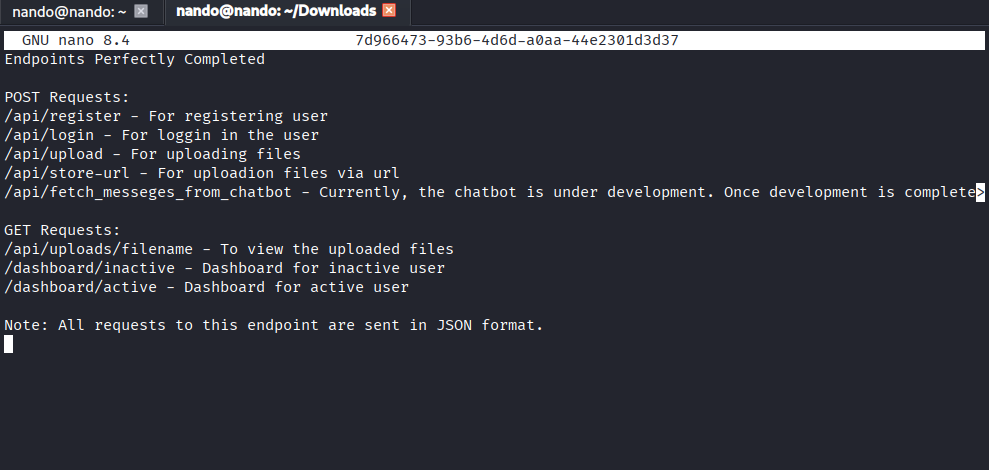 nando@nando: ~ nando@nando: ~/Downloads
GNU nano 8.4 7d966473-93b6-4d6d-a0aa-44e2301d3d37
Endpoints Perfectly Completed
POST Requests:
/api/register - For registering user
/api/login - For loggin in the user
/api/upload - For uploading files
/api/store-url - For uploadion files via url
/api/fetch_messeges_from_chatbot - Currently, the chatbot is under development. Once development is complete>
GET Requests:
/api/uploads/filename - To view the uploaded files
/dashboard/inactive - Dashboard for inactive user
/dashboard/active - Dashboard for active user
Note: All requests to this endpoint are sent in JSON format.